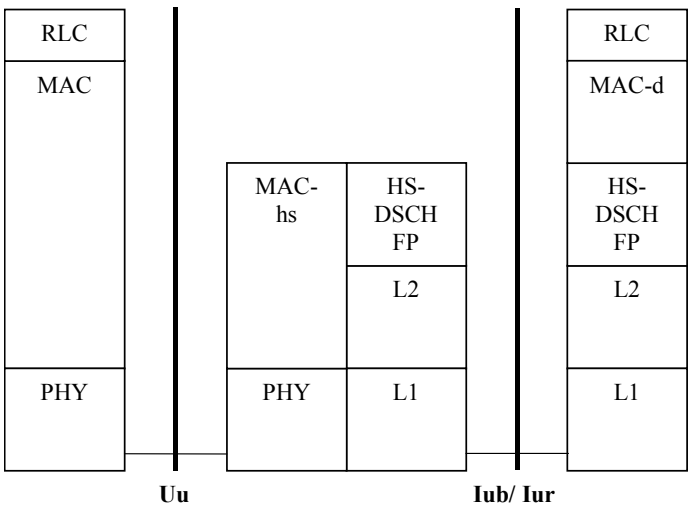 RLC
MAC
PHY
MAC-
hs
PHY
HS-
DSCH
FP
L2
L1
RLC
MAC-d
HS-
DSCH
FP
L2
L1
Uu
Iub/ Iur